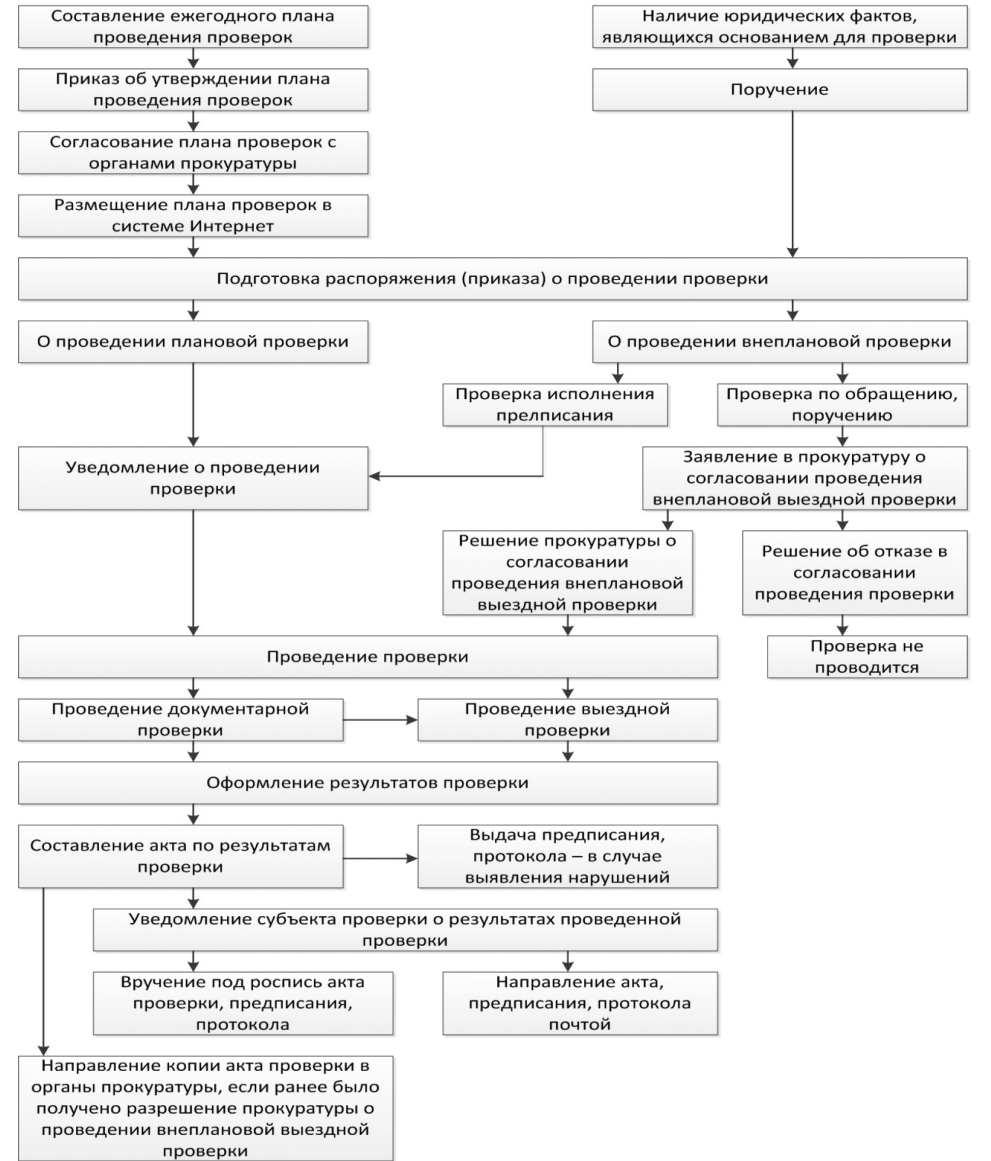 Составление ежегодного плана
проведения проверок
Наличие юридических фактов,
являющихся основанием для проверки
Приказ об утверждении плана
проведения проверок
Поручение
Согласование плана проверок с
органами прокуратуры
Размещение плана проверок в
системе Интернет
Подготовка распоряжения (приказа) о проведении проверки
О проведении плановой проверки
О проведении внеплановой проверки
Проверка исполнения
прелписания
Проверка по обращению,
поручению
Уведомление о проведении
проверки
Заявление в прокуратуру о
согласовании проведения
внеплановой выездной проверки
Решение прокуратуры о
согласовании
проведения внеплановой
выездной проверки
Решение об отказе в
согласовании
проведения проверки
Проведение проверки
Проверка не
проводится
Проведение документарной
проверки
Проведение выездной
проверки
Оформление результатов проверки
Составление акта по результатам
проверки
Выдача предписания,
протокола – в случае
выявления нарушений
Уведомление субъекта проверки о результатах проведенной
проверки
Вручение под роспись акта
проверки, предписания,
протокола
Направление акта,
предписания, протокола
почтой
Направление копии акта проверки в
органы прокуратуры, если ранее было
получено разрешение прокуратуры о
проведении внеплановой выездной
проверки